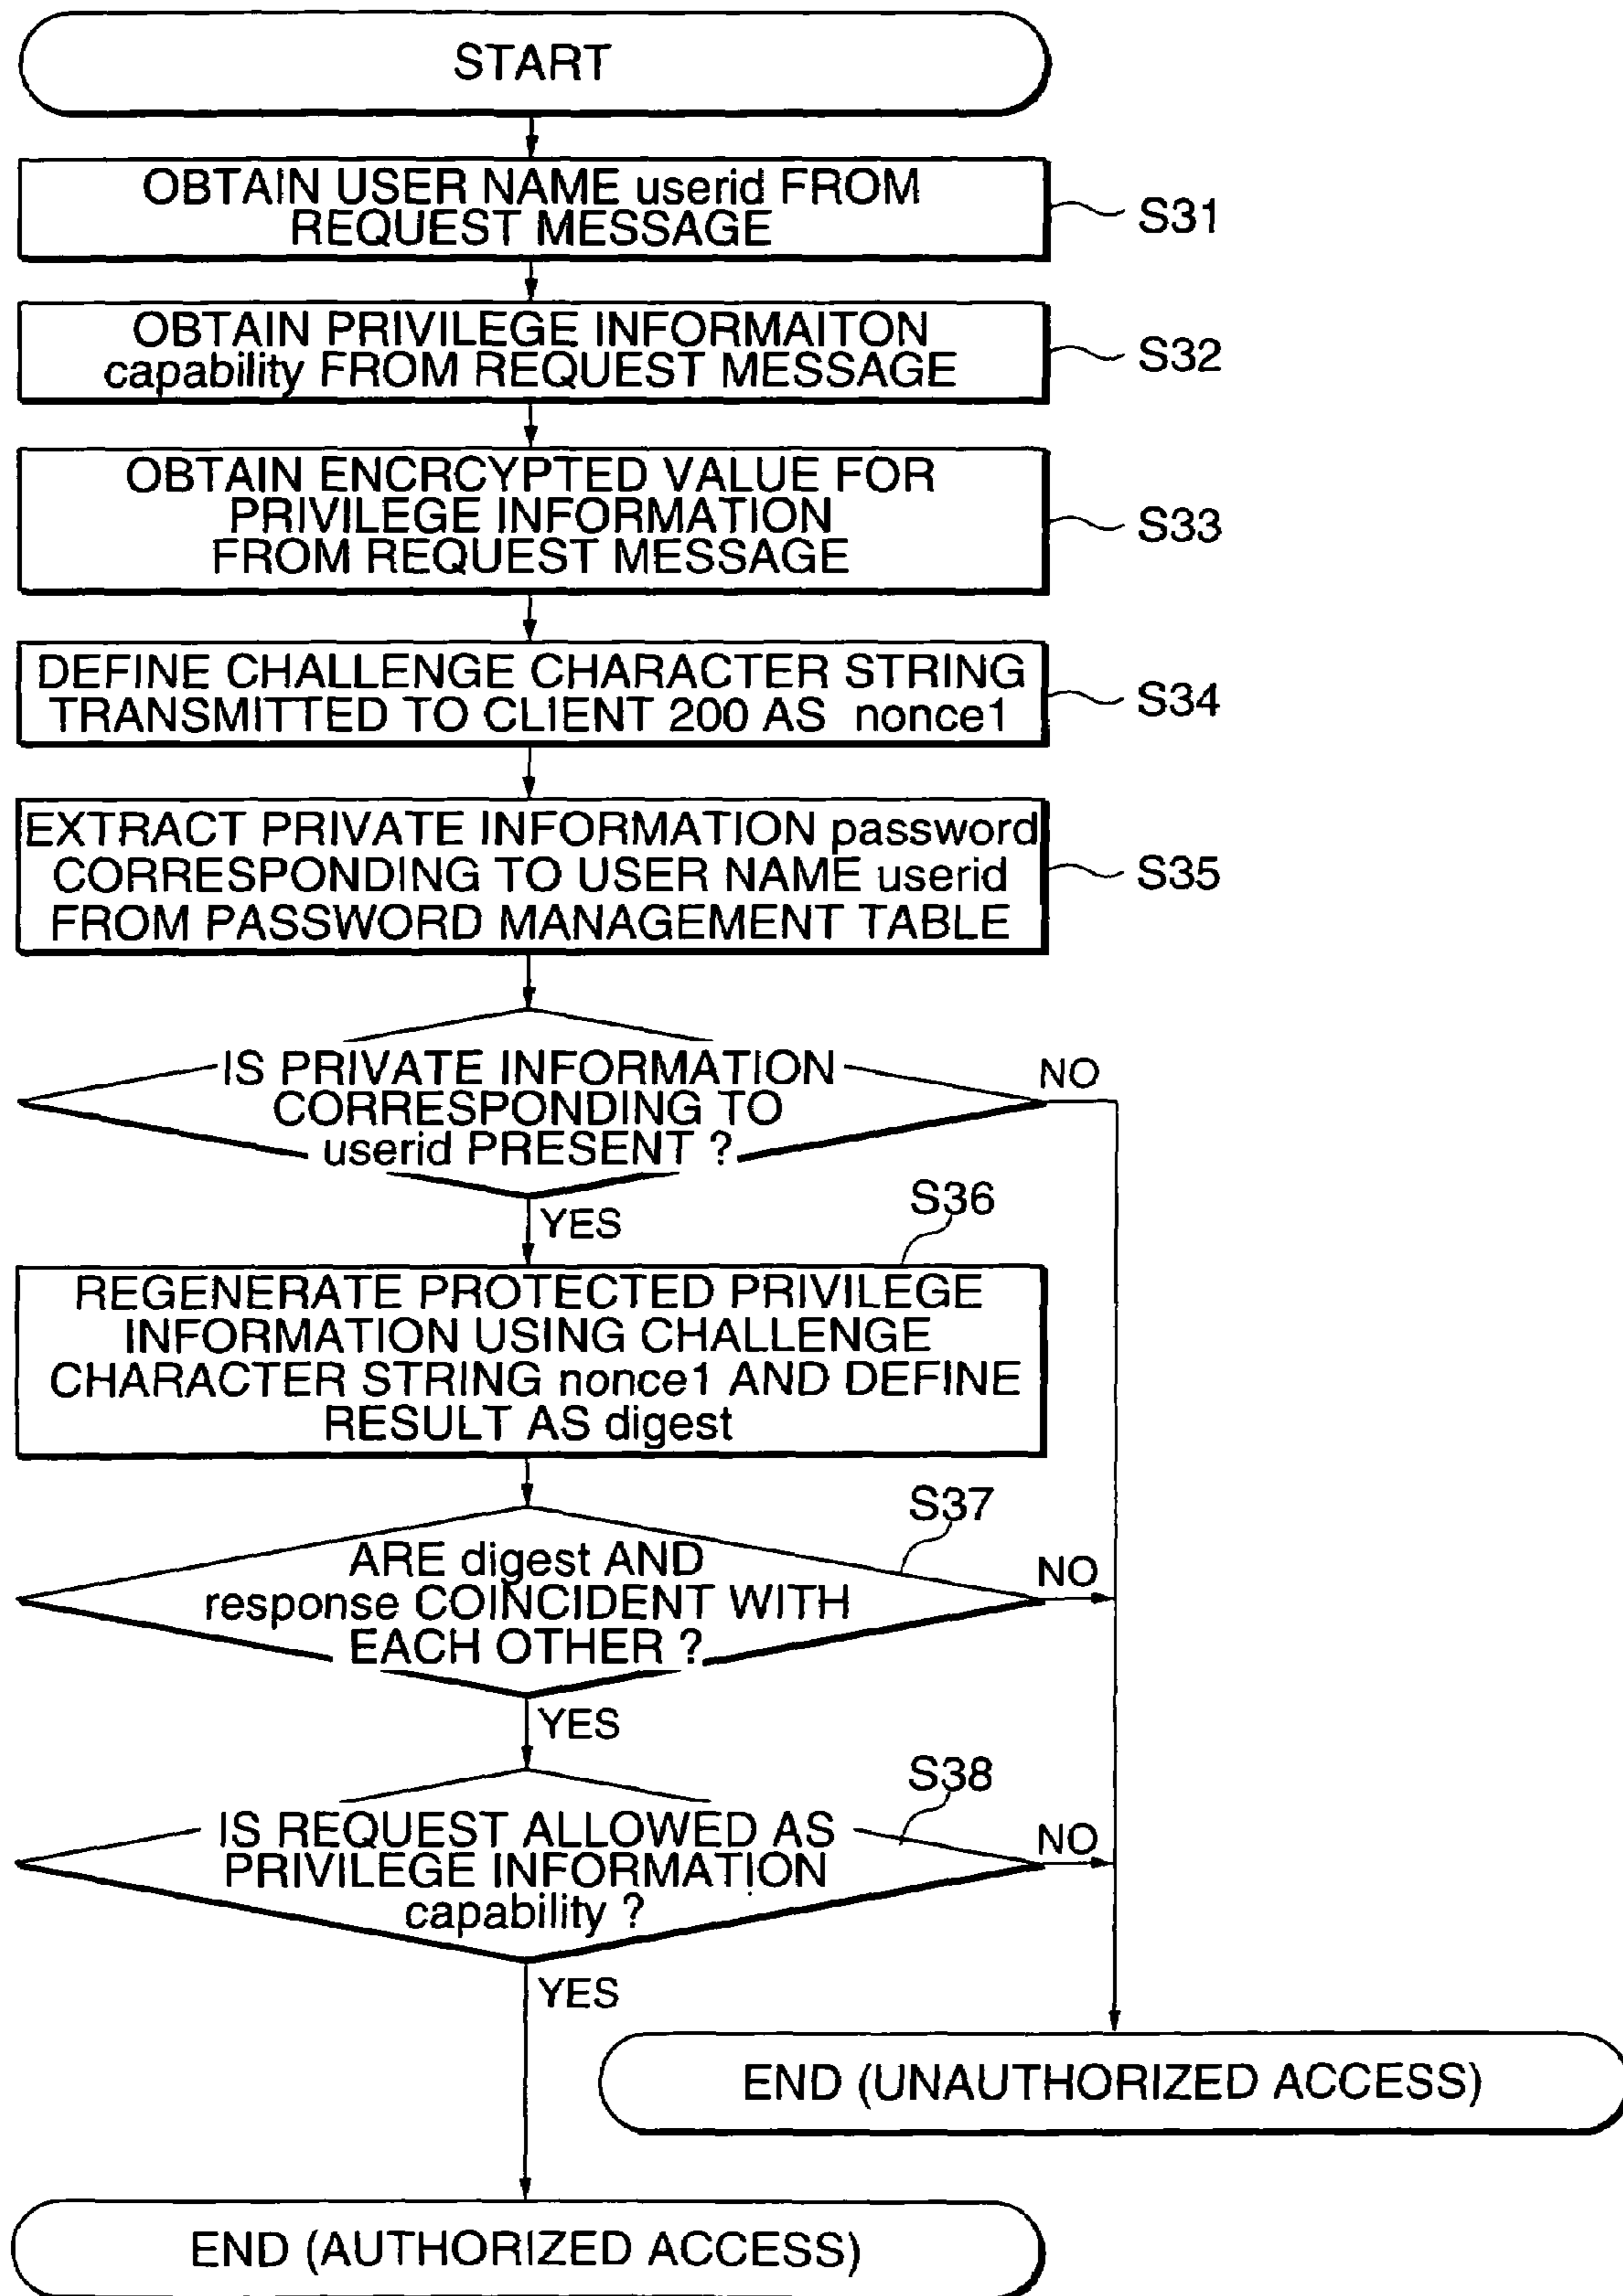 START
OBTAIN USER NAME userid FROM
REQUEST MESSAGE
S31
OBTAIN PRIVILEGE INFORMAITON
capability FROM REQUEST MESSAGE
S32
OBTAIN ENCRCYPTED VALUE FOR
PRIVILEGE INFORMATION
FROM REQUEST MESSAGE
S33
DEFINE CHALLENGE CHARACTER STRING
TRANSMITTED TO CLIENT 200 AS nonce1
S34
EXTRACT PRIVATE INFORMATION password
CORRESPONDING TO USER NAME userid
FROM PASSWORD MANAGEMENT TABLE
S35
IS PRIVATE INFORMATION
CORRESPONDING TO
userid PRESENT ?
NO
YES
S36
REGENERATE PROTECTED PRIVILEGE
INFORMATION USING CHALLENGE
CHARACTER STRING nonce1 AND DEFINE
RESULT AS digest
S37
ARE digest AND
response COINCIDENT WITH
EACH OTHER ?
NO
YES
S38
IS REQUEST ALLOWED AS
PRIVILEGE INFORMATION
capability ?
NO
YES
END (UNAUTHORIZED ACCESS)
END (AUTHORIZED ACCESS)